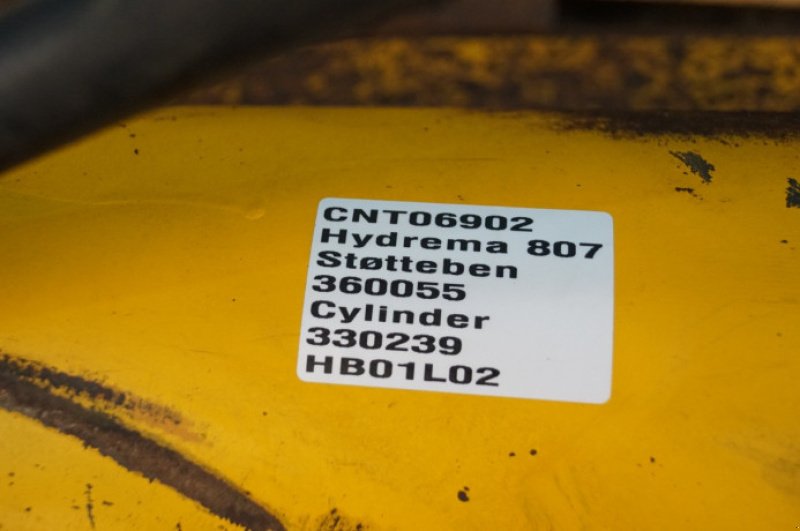 CNT06902
Hydrema 807
Støtteben
360055
Cylinder
330239
HB01L02